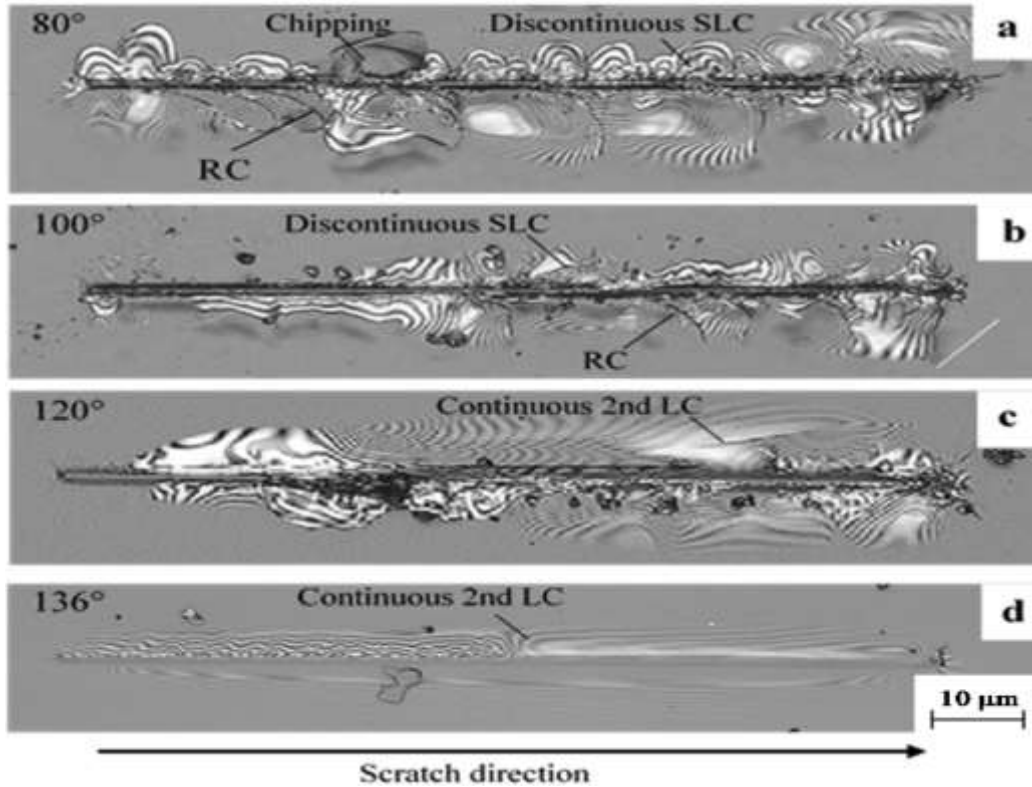 80°
Chipping
Discontinuous SLC
a
RC
100°
Discontinuous SLC
b
RC
120°
Continuous 2nd LC
c
136°
Continuous 2nd LC
d
10 μm
Scratch direction